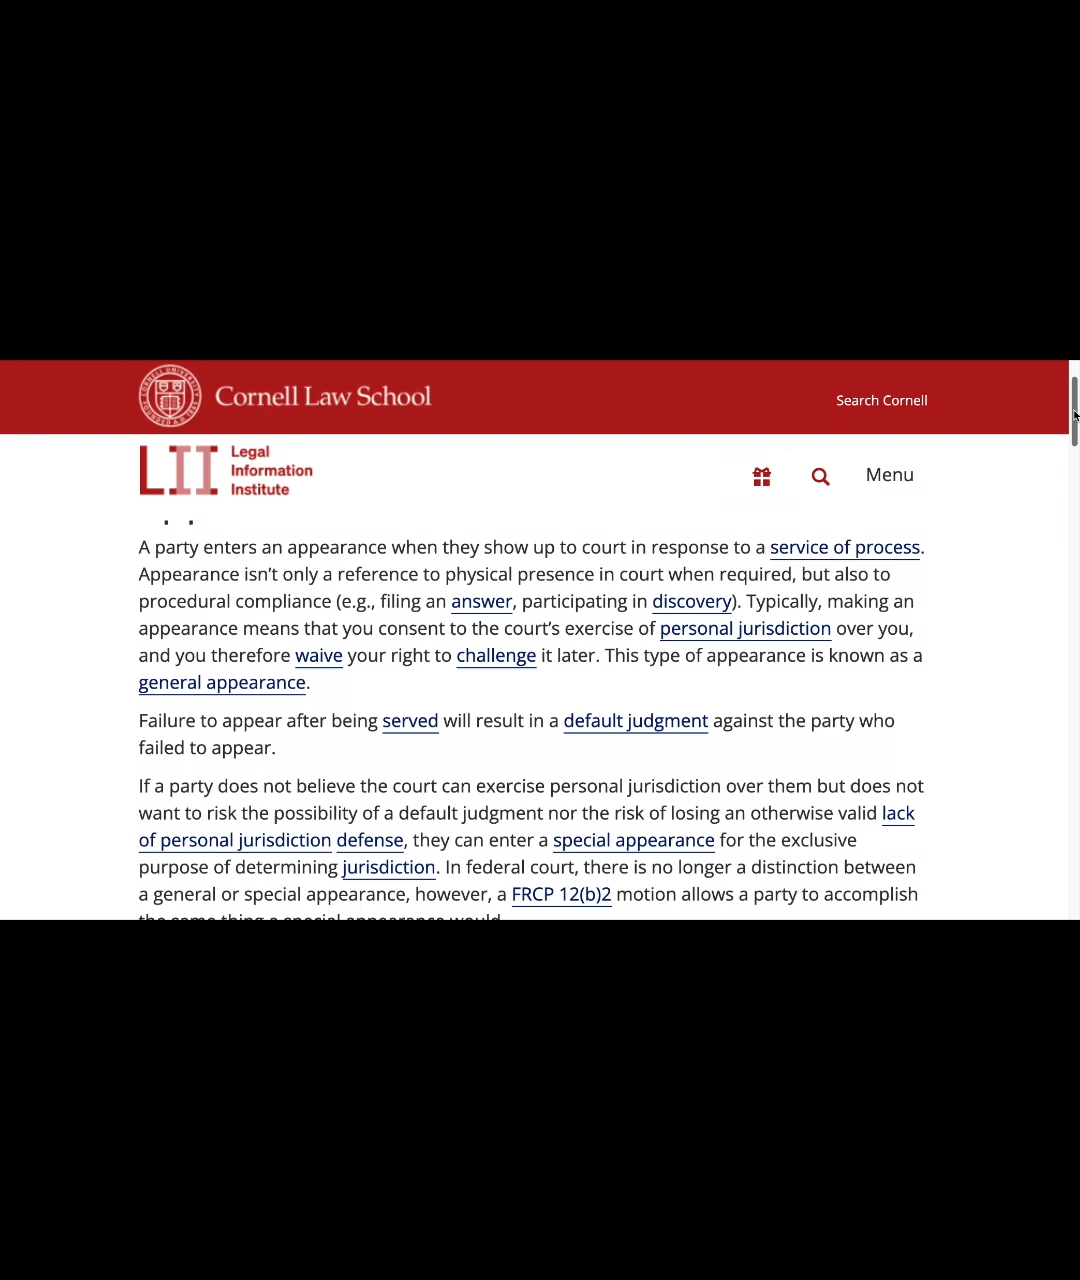 Cornell Law School
Search Cornell
LII Legal
Information
Institute
Menu
A party enters an appearance when they show up to court in response to a service of process.
Appearance isn’t only a reference to physical presence in court when required, but also to
procedural compliance (e.g., filing an answer, participating in discovery). Typically, making an
appearance means that you consent to the court’s exercise of personal jurisdiction over you,
and you therefore waive your right to challenge it later. This type of appearance is known as a
general appearance.
Failure to appear after being served will result in a default judgment against the party who
failed to appear.
If a party does not believe the court can exercise personal jurisdiction over them but does not
want to risk the possibility of a default judgment nor the risk of losing an otherwise valid lack
of personal jurisdiction defense, they can enter a special appearance for the exclusive
purpose of determining jurisdiction. In federal court, there is no longer a distinction between
a general or special appearance, however, a FRCP 12(b)2 motion allows a party to accomplish
the same thing a special appearance would